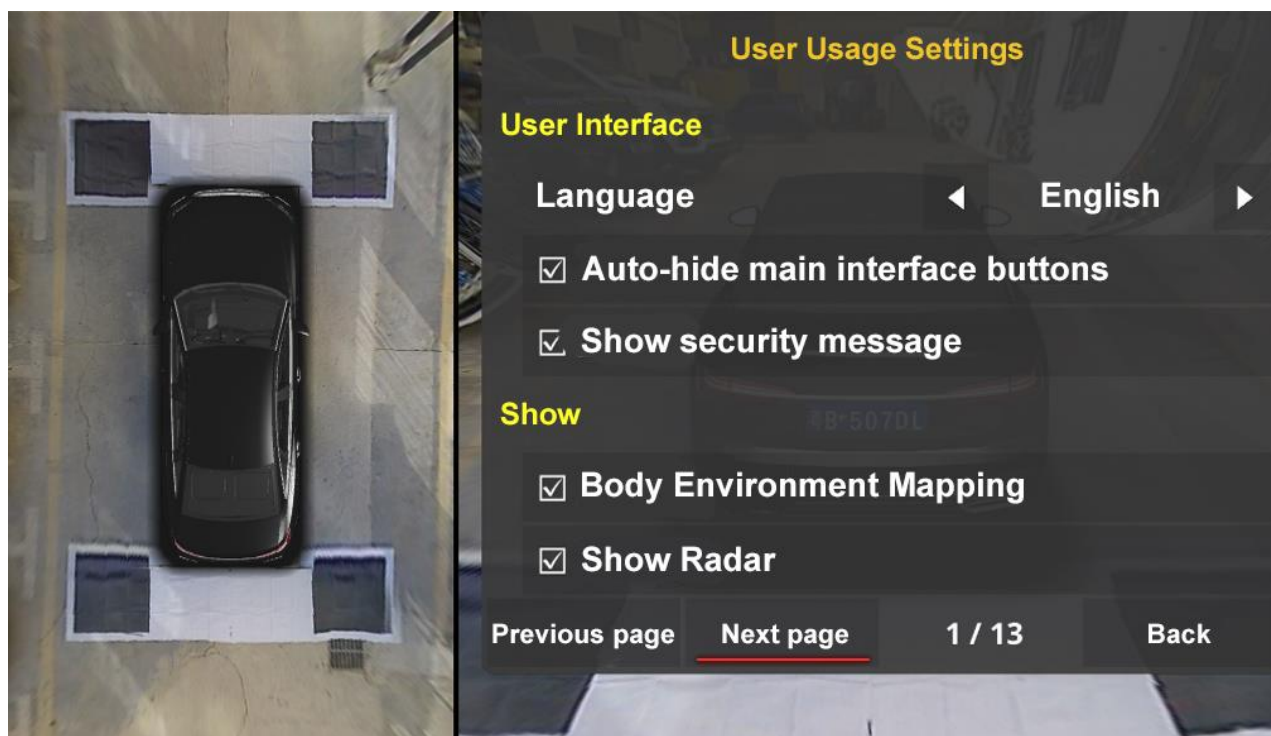 User Usage Settings
User Interface
Language
English
Auto-hide main interface buttons
Show security message
Show
B·507DL
Body Environment Mapping
Show Radar
Previous page
Next page
1 / 13
Back